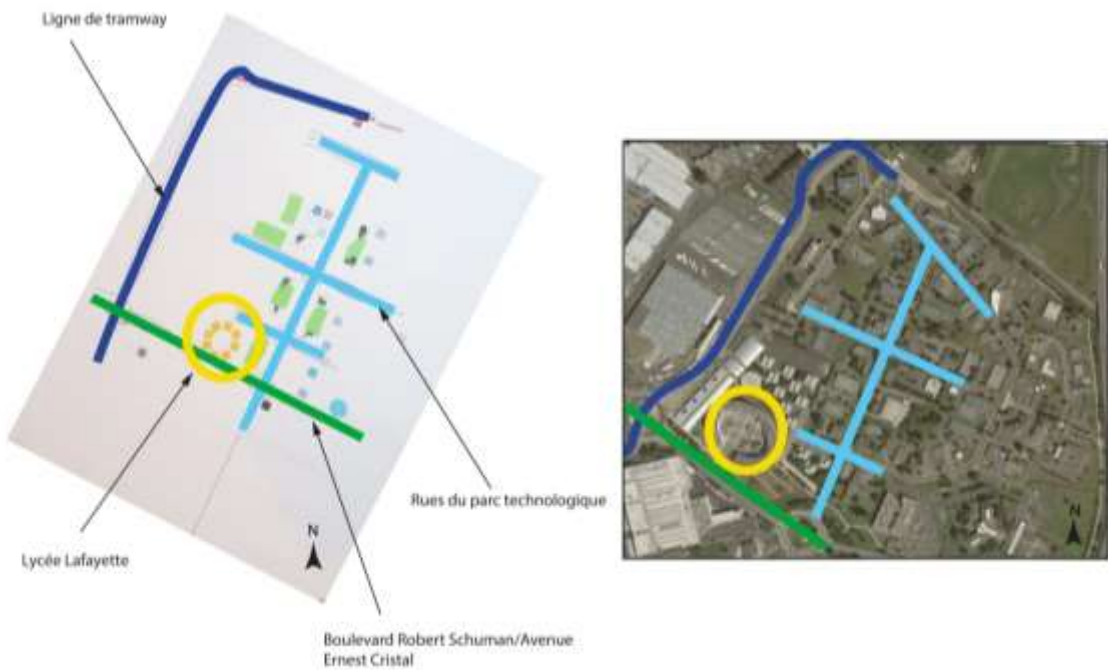 Ligne de tramway
Rues du parc technologique
N
N
Lycée Lafayette
Boulevard Robert Schuman/Avenue
Ernest Cristal